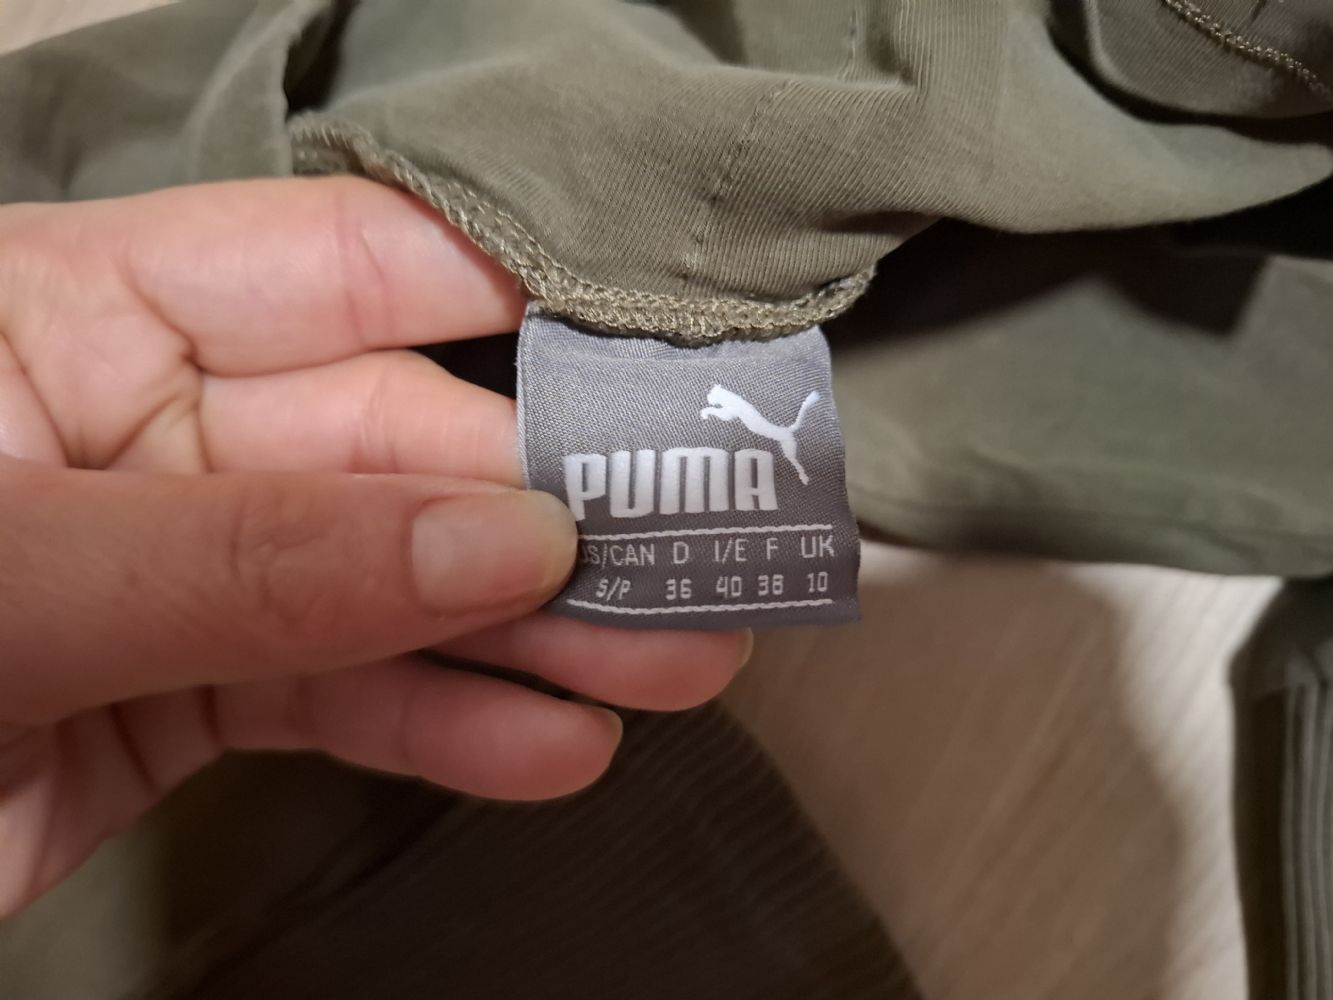 PUMA
US/CAN D I/E F UK
S/P 36 40 38 10